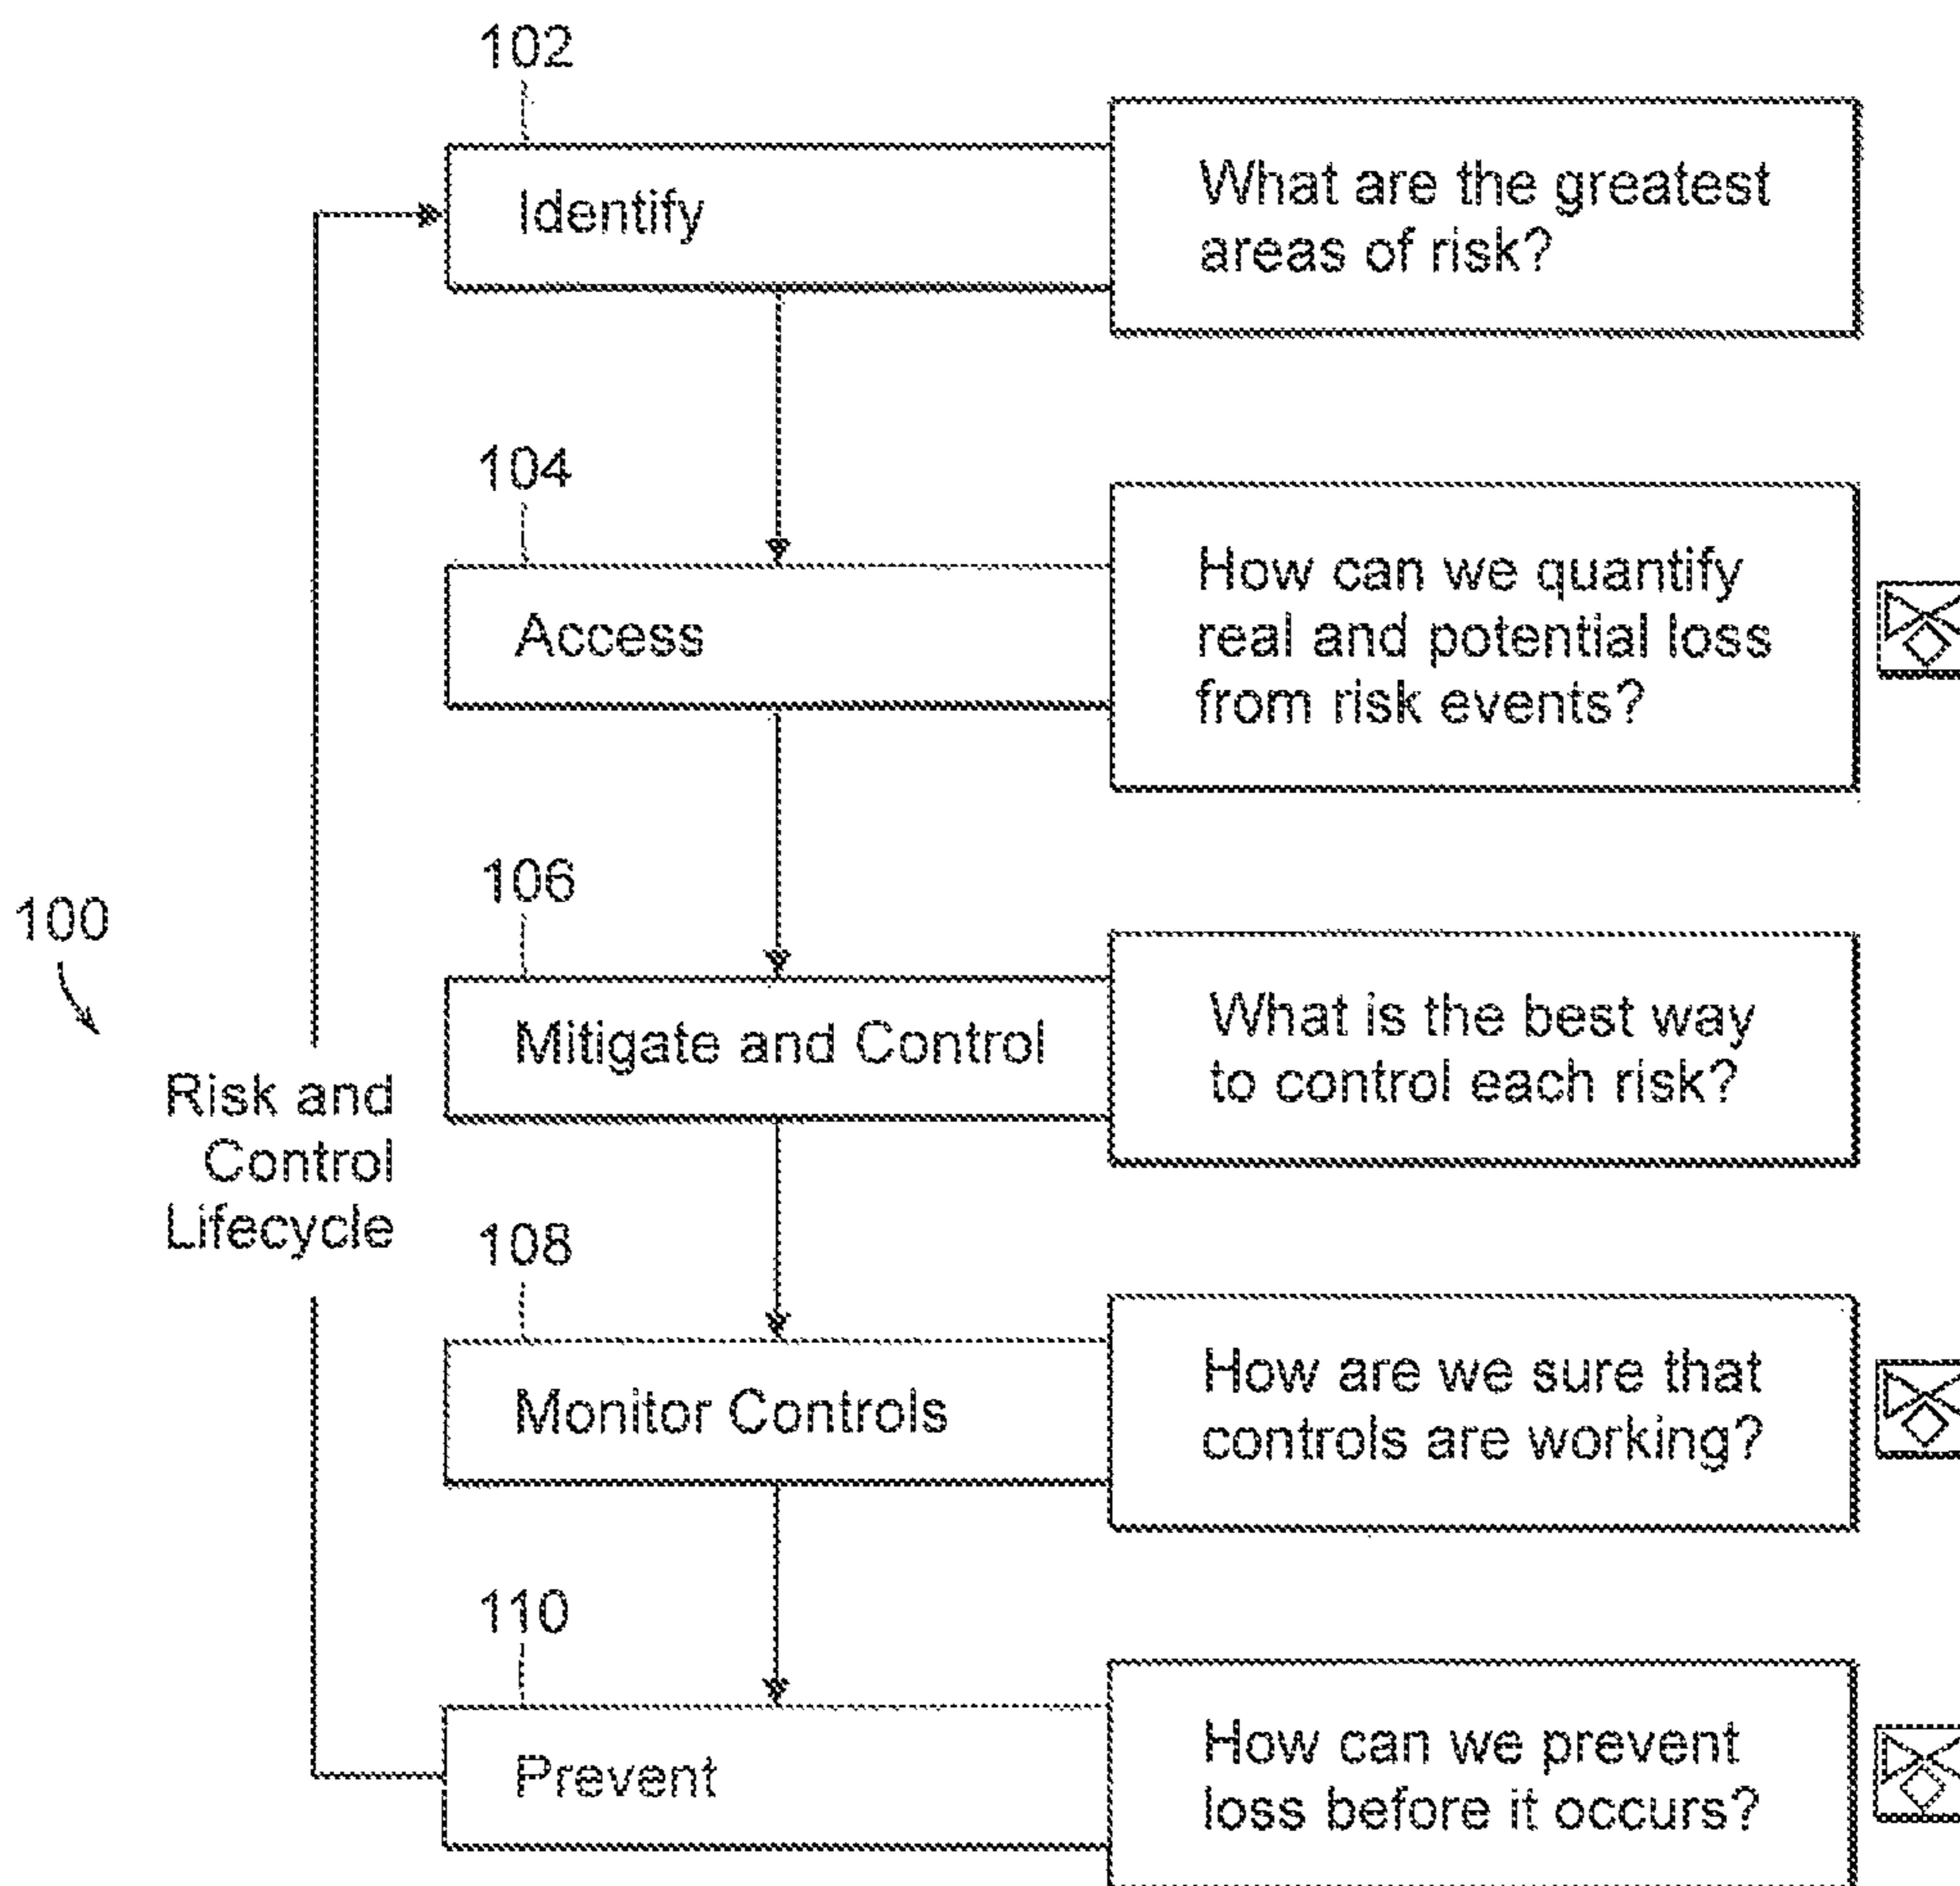 102
Identify
What are the greatest
areas of risk?
104
Access
How can we quantify
real and potential loss
from risk events?
100
106
Mitigate and Control
What is the best way
to control each risk?
Risk and
Control
Lifecycle
108
Monitor Controls
How are we sure that
controls are working?
110
Prevent
How can we prevent
loss before it occurs?